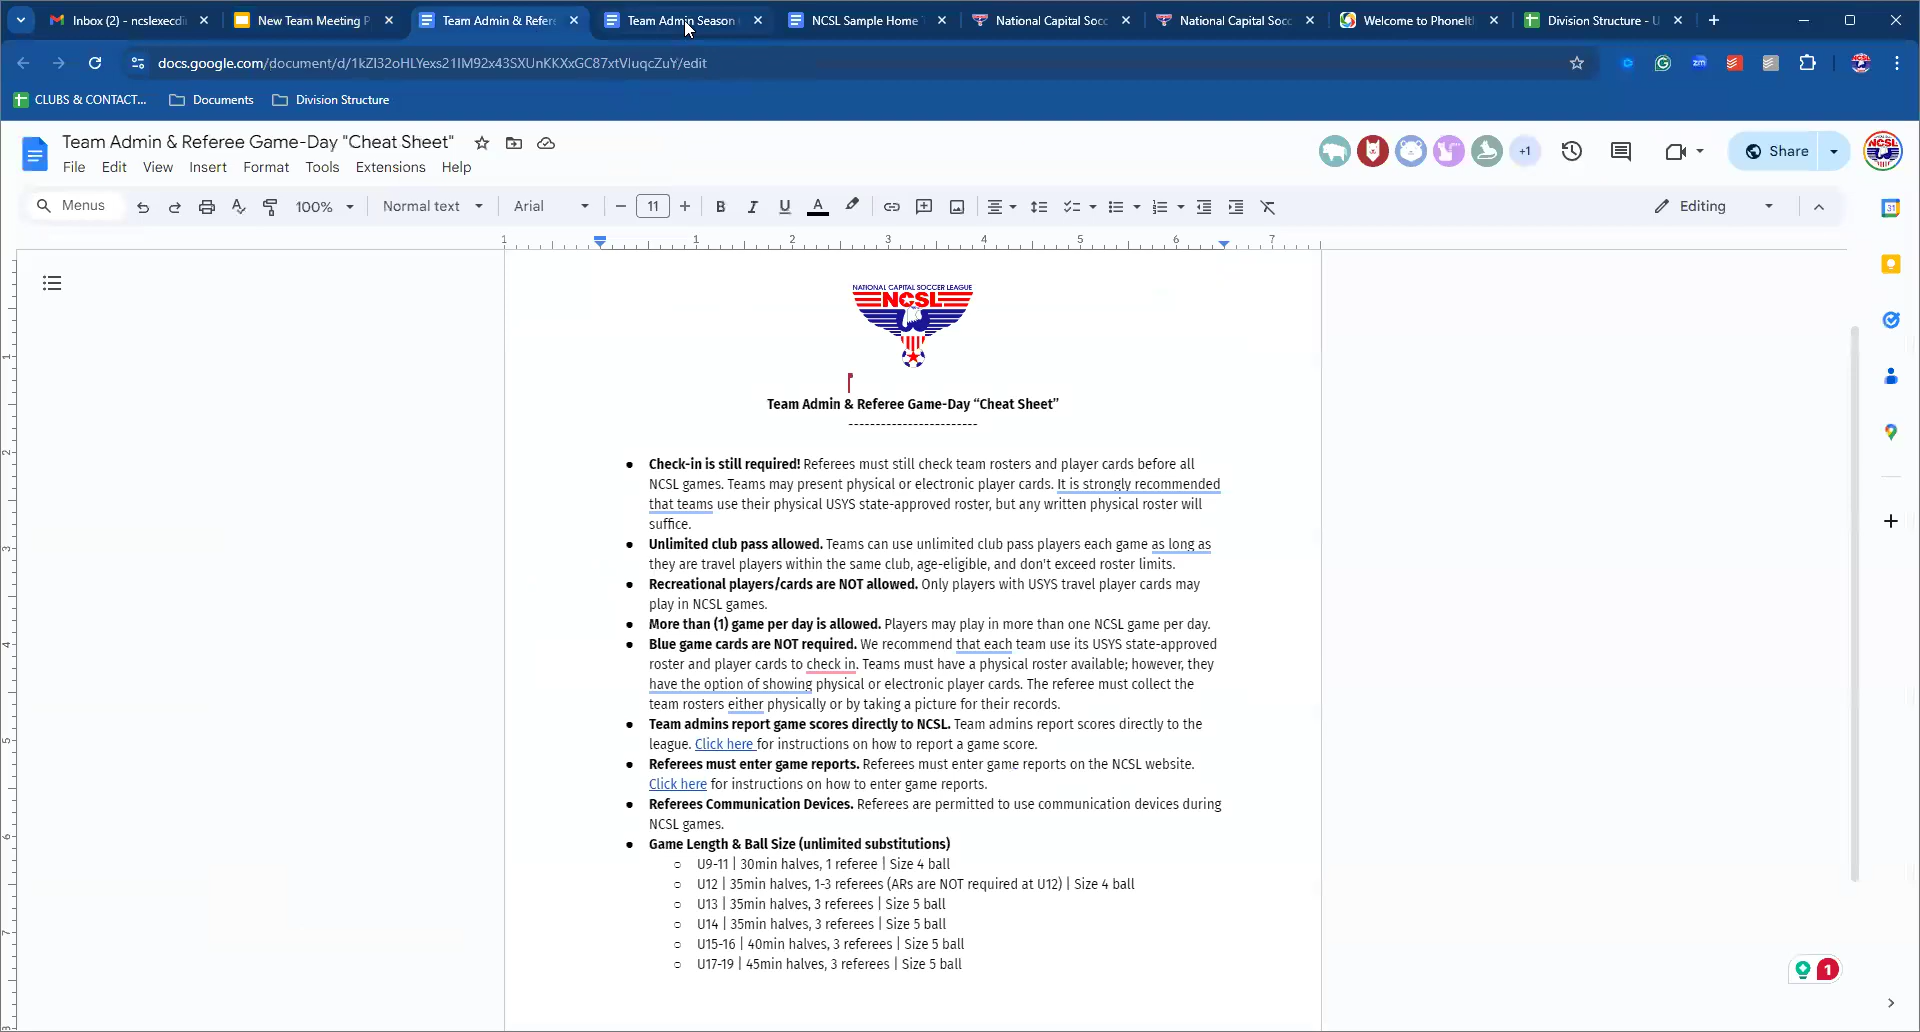 Inbox (2) - ncslexecdi
New Team Meeting P
Team Admin & Refere
Team Admin Season
NCSL Sample Home
National Capital Socc
National Capital Socc
Welcome to PhoneIt
Division Structure - U
docs.google.com/document/d/1kZl32oHLYexs21IM92x43SXUnKKXxGC87xtVluqcZuY/edit
CLUBS & CONTACT...
Documents
Division Structure
Team Admin & Referee Game-Day "Cheat Sheet"
+1
Share
File Edit View Insert Format Tools Extensions Help
Menus
100%
Normal text
Arial
11
Editing
1 1 2 3 4 5 6 7
NATIONAL CAPITAL SOCCER LEAGUE
NCSL
Team Admin & Referee Game-Day “Cheat Sheet”
------------------------
● Check-in is still required! Referees must still check team rosters and player cards before all
NCSL games. Teams may present physical or electronic player cards. It is strongly recommended
that teams use their physical USYS state-approved roster, but any written physical roster will
suffice.
● Unlimited club pass allowed. Teams can use unlimited club pass players each game as long as
they are travel players within the same club, age-eligible, and don't exceed roster limits.
● Recreational players/cards are NOT allowed. Only players with USYS travel player cards may
play in NCSL games.
● More than (1) game per day is allowed. Players may play in more than one NCSL game per day.
● Blue game cards are NOT required. We recommend that each team use its USYS state-approved
roster and player cards to check in. Teams must have a physical roster available; however, they
have the option of showing physical or electronic player cards. The referee must collect the
team rosters either physically or by taking a picture for their records.
● Team admins report game scores directly to NCSL. Team admins report scores directly to the
league. Click here for instructions on how to report a game score.
● Referees must enter game reports. Referees must enter game reports on the NCSL website.
Click here for instructions on how to enter game reports.
● Referees Communication Devices. Referees are permitted to use communication devices during
NCSL games.
● Game Length & Ball Size (unlimited substitutions)
○ U9-11 | 30min halves, 1 referee | Size 4 ball
○ U12 | 35min halves, 1-3 referees (ARs are NOT required at U12) | Size 4 ball
○ U13 | 35min halves, 3 referees | Size 5 ball
○ U14 | 35min halves, 3 referees | Size 5 ball
○ U15-16 | 40min halves, 3 referees | Size 5 ball
○ U17-19 | 45min halves, 3 referees | Size 5 ball
1